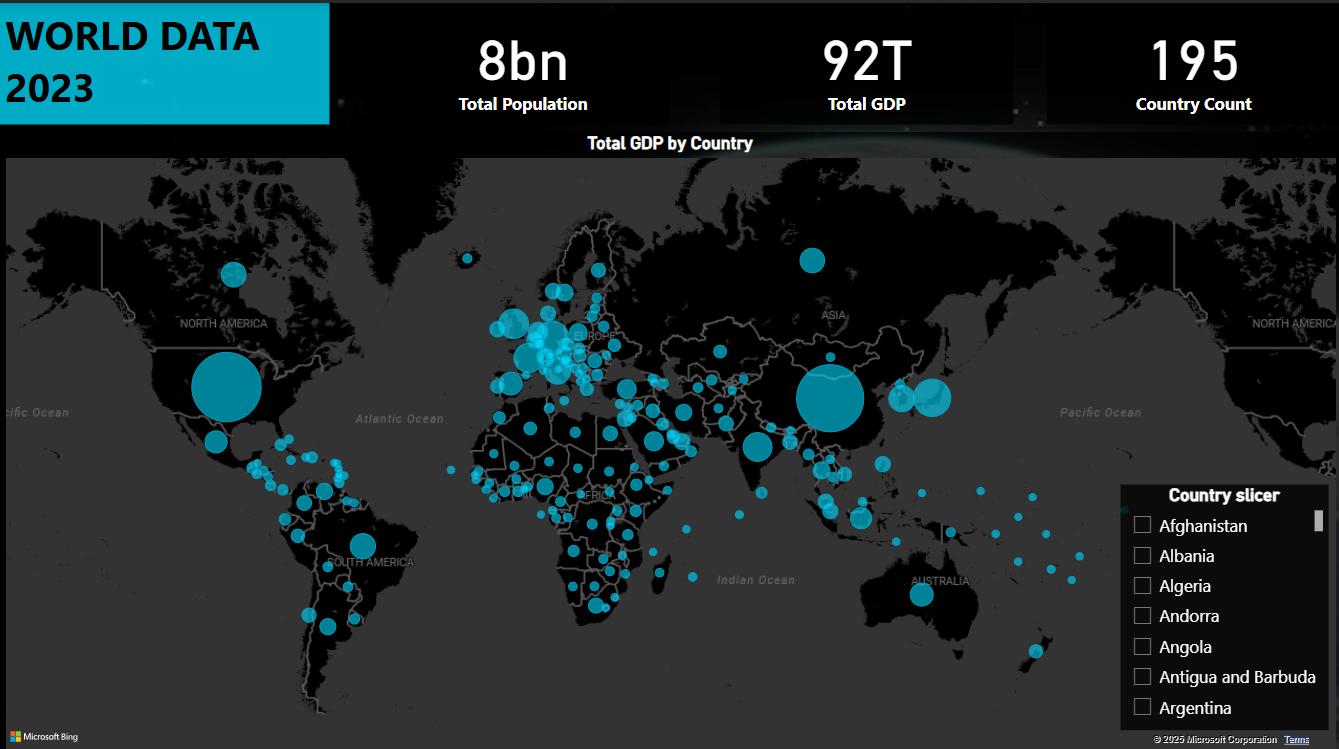 WORLD DATA
2023
8bn
Total Population
92T
Total GDP
195
Country Count
Total GDP by Country
NORTH AMERICA
EUROPE
ASIA
NORTH AMERICA
cific Ocean
Atlantic Ocean
Pacific Ocean
AFRICA
SOUTH AMERICA
Indian Ocean
AUSTRALIA
Country slicer
Afghanistan
Albania
Algeria
Andorra
Angola
Antigua and Barbuda
Argentina
Microsoft Bing
© 2025 Microsoft Corporation Terms